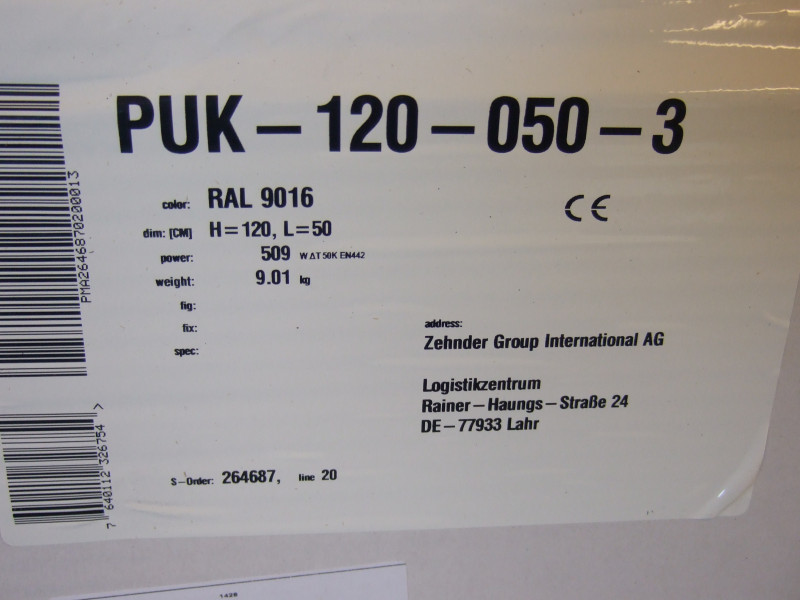 PUK-120-050-3
color: RAL 9016
CE
dim: [CM] H=120, L=50
power: 509 W ΔT 50K EN442
weight: 9.01 kg
fig:
fix:
spec:
address:
Zehnder Group International AG
Logistikzentrum
Rainer-Haungs-Straße 24
DE-77933 Lahr
S-Order: 264687, line 20
PMA2646870200013
7 640112 326754 >
1426